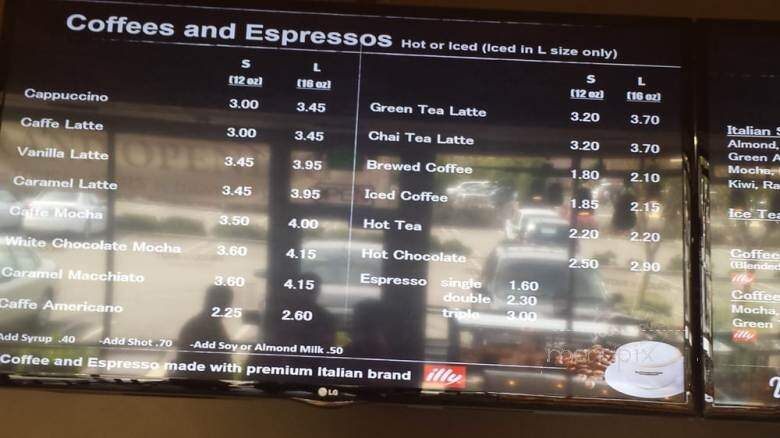 Coffees and Espressos Hot or Iced (Iced in L size only)
S L
(12 oz) (16 oz)
Cappuccino 3.00 3.45
Caffe Latte 3.00 3.45
Vanilla Latte 3.45 3.95
Caramel Latte 3.45 3.95
Caffe Mocha 3.50 4.00
White Chocolate Mocha 3.60 4.15
Caramel Macchiato 3.60 4.15
Caffe Americano 2.25 2.60
S L
(12 oz) (16 oz)
Green Tea Latte 3.20 3.70
Chai Tea Latte 3.20 3.70
Brewed Coffee 1.80 2.10
Iced Coffee 1.85 2.15
Hot Tea 2.20 2.20
Hot Chocolate 2.50 2.90
Espresso single 1.60
double 2.30
triple 3.00
Add Syrup .40 -Add Shot .70 -Add Soy or Almond Milk .50
Coffee and Espresso made with premium Italian brand illy
LG
Italian
Almond,
Green
Mocha,
Kiwi,
Ice Tea
Coffee
(Blended
illy
Coffee
Mocha,
Green
illy